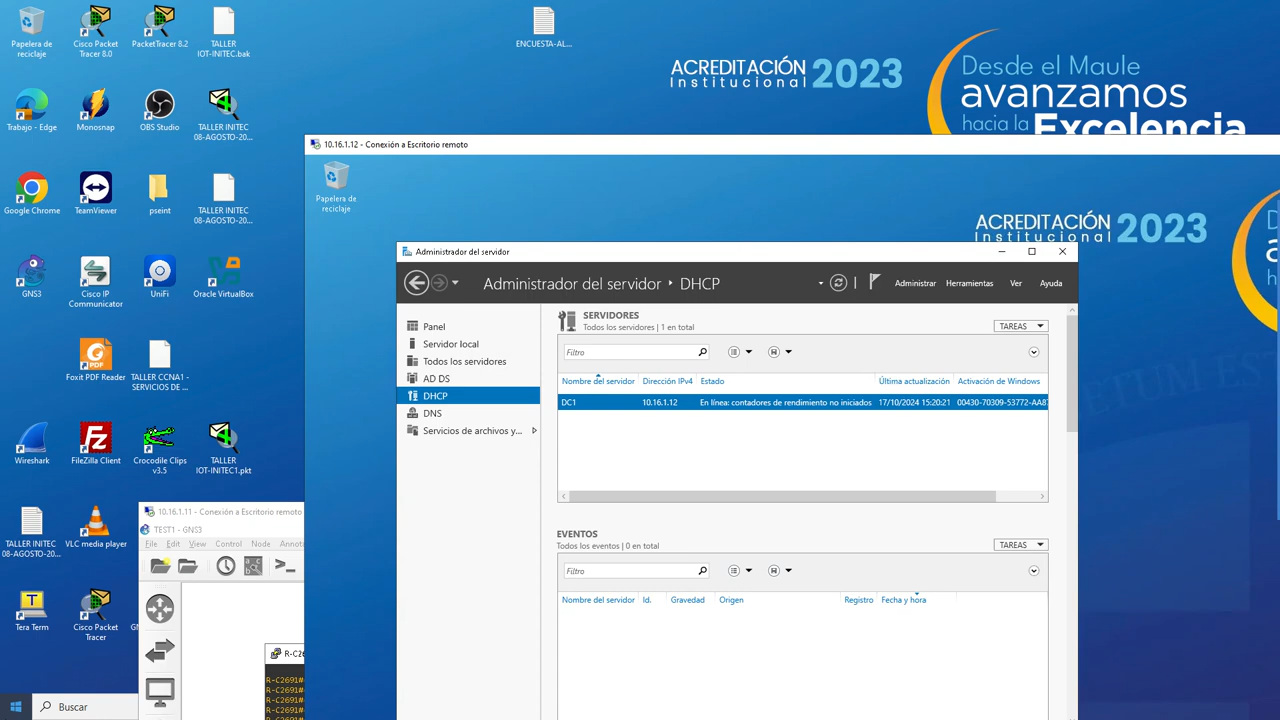 Papelera de
reciclaje
Cisco Packet
Tracer 8.0
PacketTracer 8.2
TALLER
IOT-INITEC.bak
ENCUESTA-AL...
ACREDITACIÓN
Institucional
2023
Desde el Maule
avanzamos
hacia la Excelencia
Trabajo - Edge
Monosnap
OBS Studio
TALLER INITEC
08-AGOSTO-20...
Google Chrome
TeamViewer
pseint
TALLER INITEC
08-AGOSTO-20...
GNS3
Cisco IP
Communicator
UniFi
Oracle VirtualBox
Foxit PDF Reader
TALLER CCNA1 -
SERVICIOS DE ...
Wireshark
FileZilla Client
Crocodile Clips
v3.5
TALLER
IOT-INITEC1.pkt
TALLER INITEC
08-AGOSTO-20...
VLC media player
Tera Term
Cisco Packet
Tracer
Buscar
10.16.1.11 - Conexión a Escritorio remoto
TEST1 - GNS3
File Edit View Control Node Annota
R-C2
R-C2691#
R-C2691#
R-C2691#
R-C2691#
R-C2691#
10.16.1.12 - Conexión a Escritorio remoto
Papelera de
reciclaje
ACREDITACIÓN
Institucional
2023
Administrador del servidor
Administrador del servidor DHCP
Administrar Herramientas Ver Ayuda
Panel
Servidor local
Todos los servidores
AD DS
DHCP
DNS
Servicios de archivos y...
SERVIDORES
Todos los servidores | 1 en total
TAREAS
Filtro
Nombre del servidor Dirección IPv4 Estado Última actualización Activación de Windows
DC1 10.16.1.12 En línea: contadores de rendimiento no iniciados 17/10/2024 15:20:21 00430-70309-53772-AA87
EVENTOS
Todos los eventos | 0 en total
TAREAS
Filtro
Nombre del servidor Id. Gravedad Origen Registro Fecha y hora